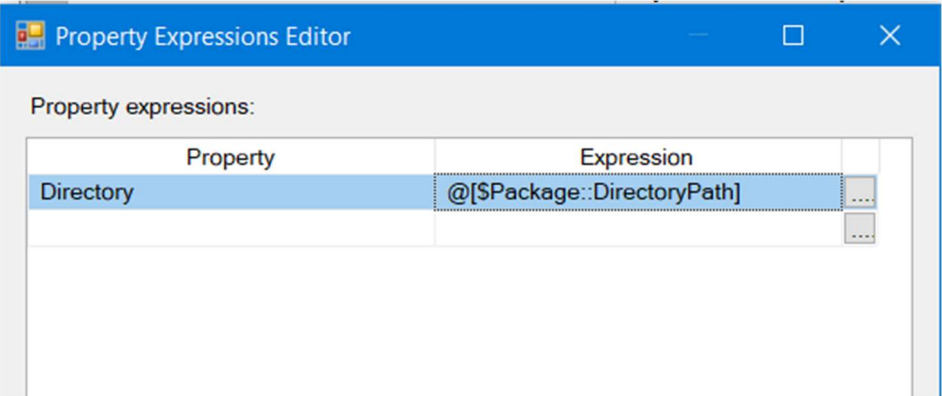 Property Expressions Editor
Property expressions:
Property Expression
Directory @[$Package::DirectoryPath] ....
....